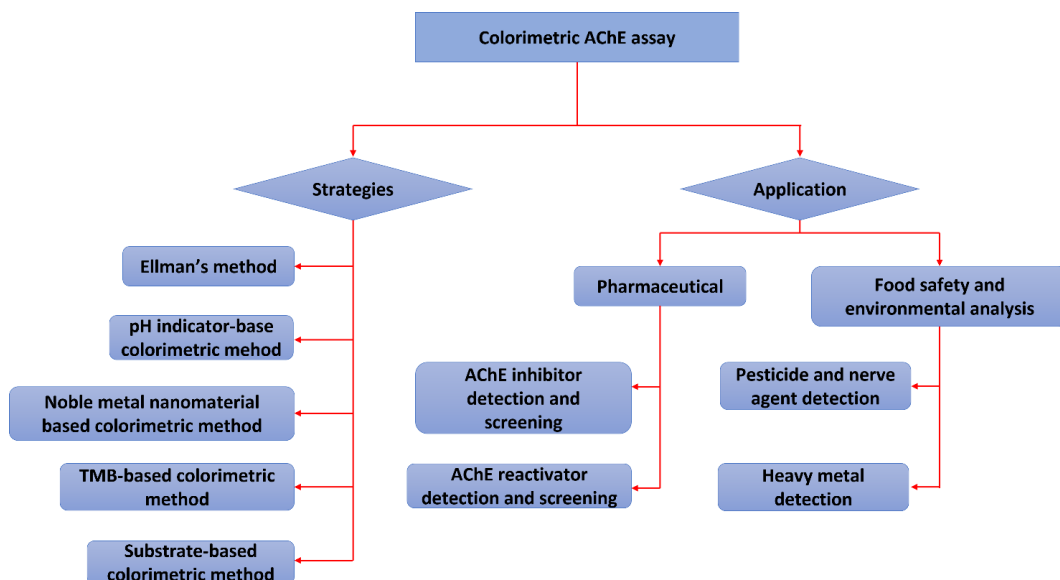 Colorimetric AChE assay
Strategies
Application
Ellman's method
pH indicator-base
colorimetric mehod
Noble metal nanomaterial
based colorimetric method
TMB-based colorimetric
method
Substrate-based
colorimetric method
Pharmaceutical
AChE inhibitor
detection and
screening
AChE reactivator
detection and screening
Food safety and
environmental analysis
Pesticide and nerve
agent detection
Heavy metal
detection